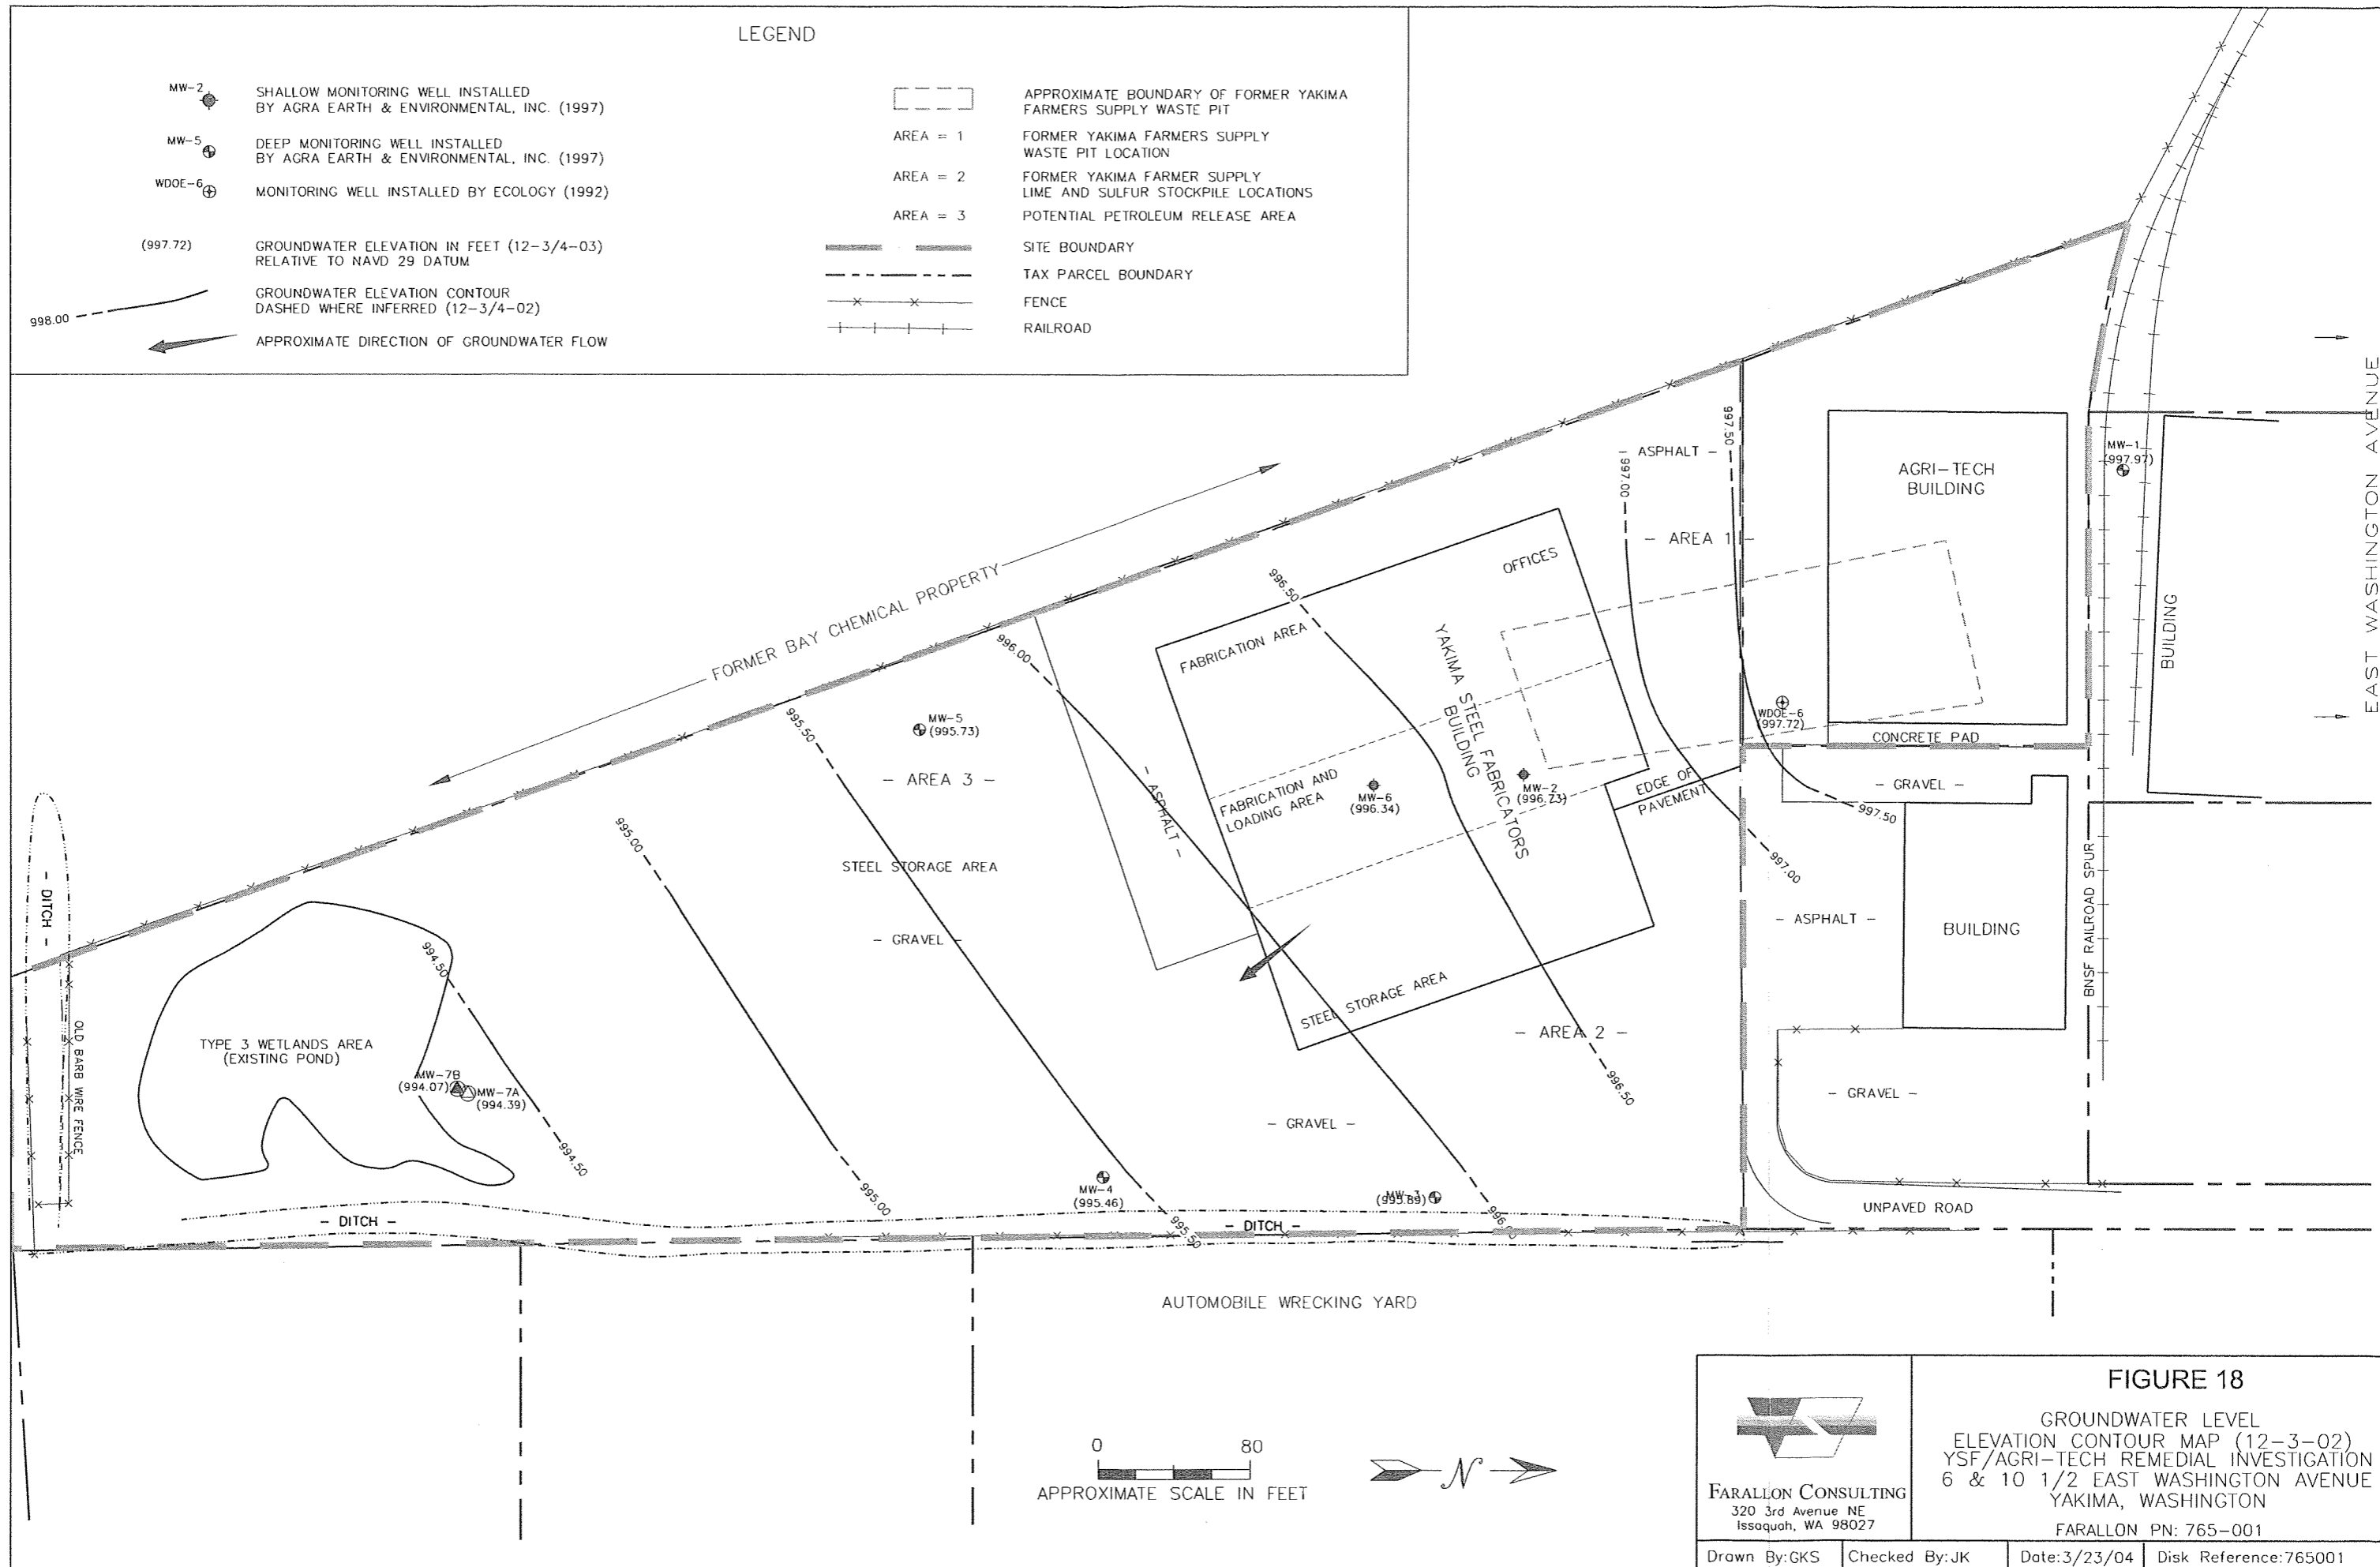 LEGEND
MW-2
SHALLOW MONITORING WELL INSTALLED
BY AGRA EARTH & ENVIRONMENTAL, INC. (1997)
MW-5
DEEP MONITORING WELL INSTALLED
BY AGRA EARTH & ENVIRONMENTAL, INC. (1997)
WDOE-6
MONITORING WELL INSTALLED BY ECOLOGY (1992)
(997.72)
GROUNDWATER ELEVATION IN FEET (12-3/4-03)
RELATIVE TO NAVD 29 DATUM
998.00
GROUNDWATER ELEVATION CONTOUR
DASHED WHERE INFERRED (12-3/4-02)
APPROXIMATE DIRECTION OF GROUNDWATER FLOW
APPROXIMATE BOUNDARY OF FORMER YAKIMA
FARMERS SUPPLY WASTE PIT
AREA = 1
FORMER YAKIMA FARMERS SUPPLY
WASTE PIT LOCATION
AREA = 2
FORMER YAKIMA FARMER SUPPLY
LIME AND SULFUR STOCKPILE LOCATIONS
AREA = 3
POTENTIAL PETROLEUM RELEASE AREA
SITE BOUNDARY
TAX PARCEL BOUNDARY
FENCE
RAILROAD
EAST WASHINGTON AVENUE
997.50
- ASPHALT -
997.00
AGRI-TECH
BUILDING
MW-1
(997.97)
- AREA 1 -
OFFICES
FORMER BAY CHEMICAL PROPERTY
996.50
996.00
FABRICATION AREA
YAKIMA STEEL FABRICATORS
BUILDING
BUILDING
995.50
MW-5
(995.73)
WDOE-6
(997.72)
CONCRETE PAD
- AREA 3 -
- ASPHALT -
FABRICATION AND
LOADING AREA
MW-6
(996.34)
MW-2
(996.73)
EDGE OF
PAVEMENT
- GRAVEL -
997.50
995.00
STEEL STORAGE AREA
997.00
- DITCH -
- GRAVEL -
- ASPHALT -
BUILDING
BNSF RAILROAD SPUR
994.50
STEEL STORAGE AREA
- AREA 2 -
TYPE 3 WETLANDS AREA
(EXISTING POND)
OLD BARB WIRE FENCE
MW-7B
(994.07)
MW-7A
(994.39)
996.50
- GRAVEL -
- GRAVEL -
994.50
995.00
MW-4
(995.46)
MW-3
(995.89)
UNPAVED ROAD
- DITCH -
995.50
- DITCH -
AUTOMOBILE WRECKING YARD
0 80
APPROXIMATE SCALE IN FEET
N
FARALLON CONSULTING
320 3rd Avenue NE
Issaquah, WA 98027
FIGURE 18
GROUNDWATER LEVEL
ELEVATION CONTOUR MAP (12-3-02)
YSF/AGRI-TECH REMEDIAL INVESTIGATION
6 & 10 1/2 EAST WASHINGTON AVENUE
YAKIMA, WASHINGTON
FARALLON PN: 765-001
Drawn By:GKS Checked By:JK Date:3/23/04 Disk Reference:765001